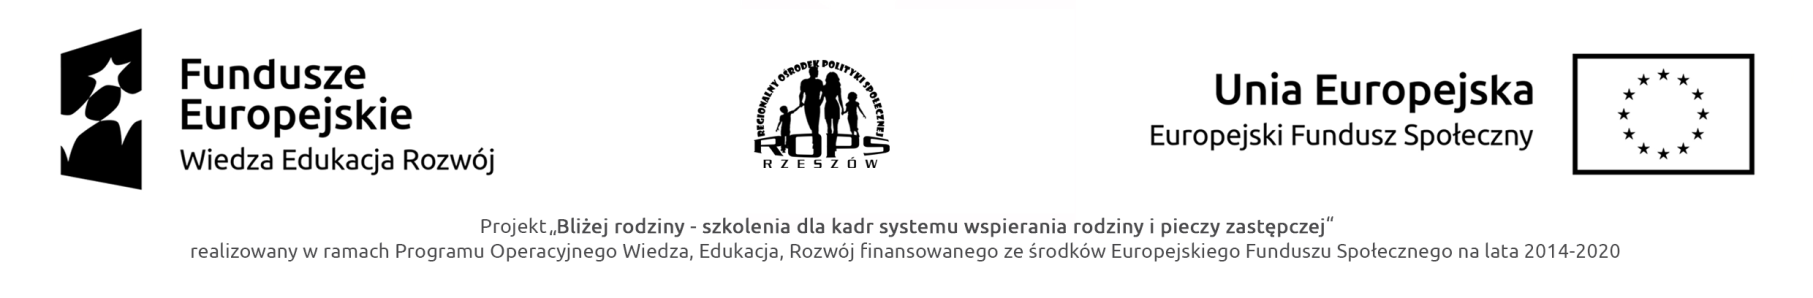 Fundusze
Europejskie
Wiedza Edukacja Rozwój
REGIONALNY OŚRODEK POLITYKI SPOŁECZNEJ
ROPS
RZESZÓW
Unia Europejska
Europejski Fundusz Społeczny
Projekt „Bliżej rodziny - szkolenia dla kadr systemu wspierania rodziny i pieczy zastępczej“
realizowany w ramach Programu Operacyjnego Wiedza, Edukacja, Rozwój finansowanego ze środków Europejskiego Funduszu Społecznego na lata 2014-2020